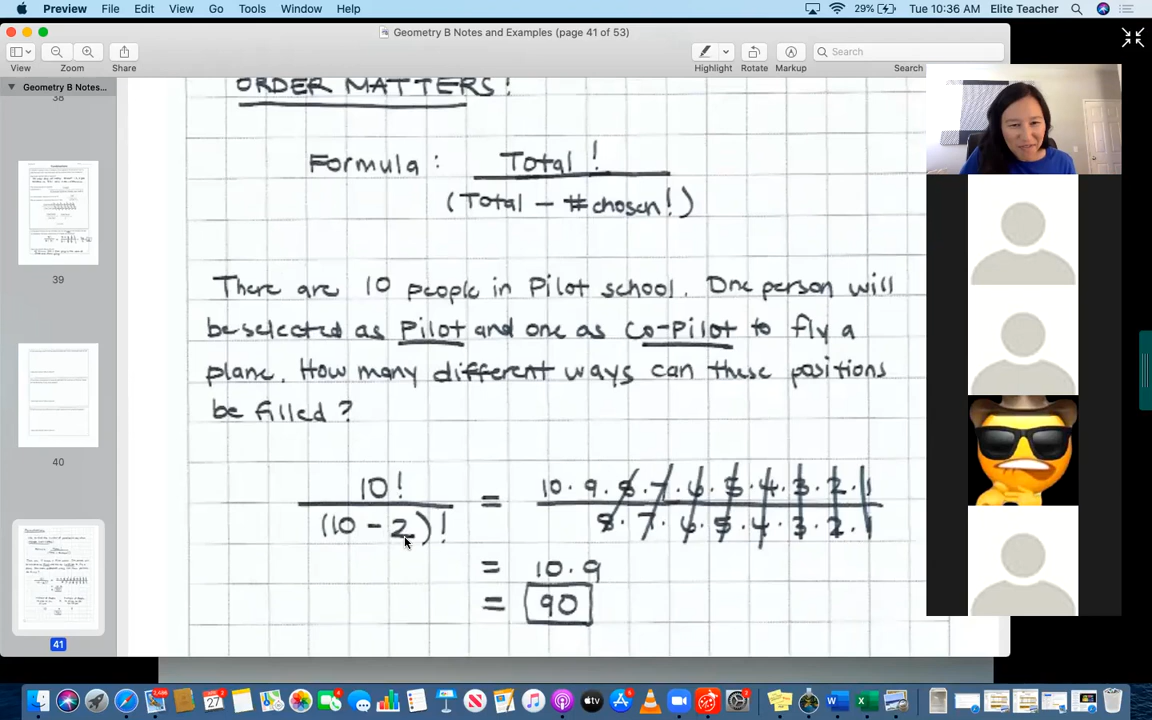 Preview File Edit View Go Tools Window Help 29% Tue 10:36 AM Elite Teacher
Geometry B Notes and Examples (page 41 of 53)
View Zoom Share Highlight Rotate Markup Search Search
Geometry B Notes...
38
39
40
41
ORDER MATTERS!
Formula: Total!
(Total - # chosen!)
There are 10 people in Pilot school. One person will
be selected as Pilot and one as Co-Pilot to fly a
plane. How many different ways can these positions
be filled?
10! = 10·9·8·7·6·5·4·3·2·1
(10-2)! 8·7·6·5·4·3·2·1
= 10·9
= 90